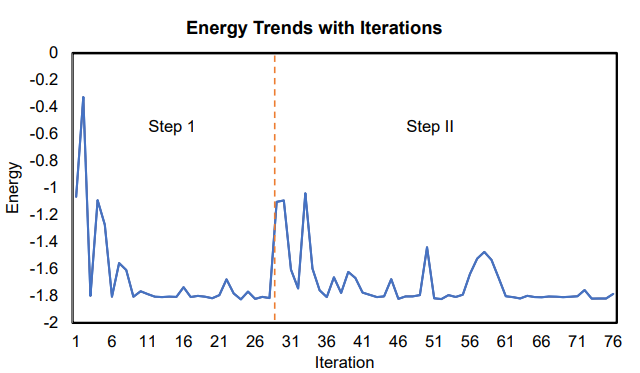 Energy Trends with Iterations
0
-0.2
-0.4
-0.6
-0.8
-1
-1.2
-1.4
-1.6
-1.8
-2
Energy
Step 1
Step II
1 6 11 16 21 26 31 36 41 46 51 56 61 66 71 76
Iteration